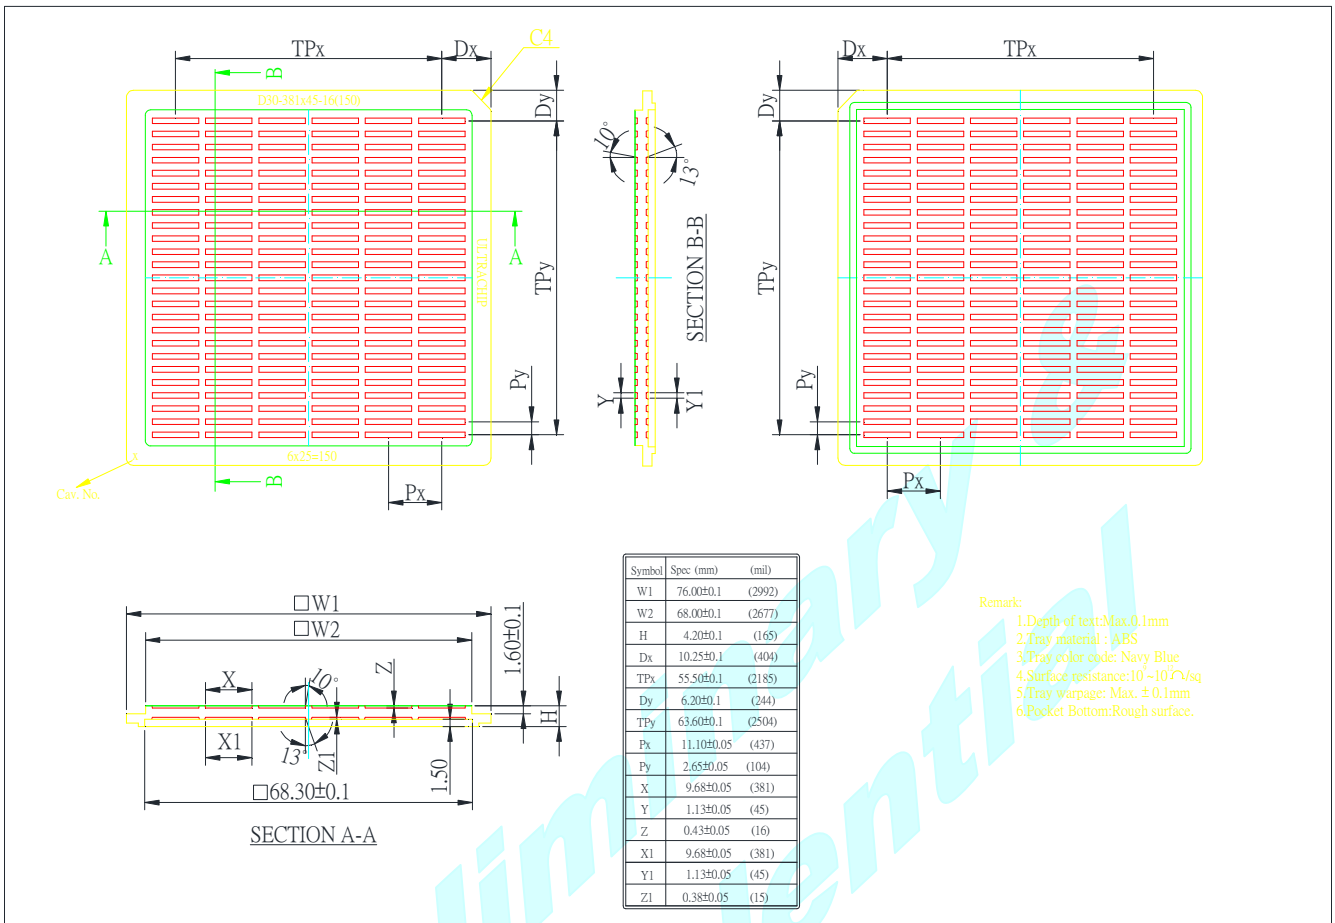 TPx
Dx
C4
B
D30-381x45-16(150)
Dy
A
A
ULTRACHIP
TPy
Py
6x25=150
B
Cav. No.
Px
10°
13°
SECTION B-B
Y
Y1
Dx
TPx
Dy
TPy
Py
Px
□W1
□W2
1.60±0.1
X
10°
Z
H
X1
13°
Z1
1.50
□68.30±0.1
SECTION A-A
Symbol Spec (mm) (mil)
W1 76.00±0.1 (2992)
W2 68.00±0.1 (2677)
H 4.20±0.1 (165)
Dx 10.25±0.1 (404)
TPx 55.50±0.1 (2185)
Dy 6.20±0.1 (244)
TPy 63.60±0.1 (2504)
Px 11.10±0.05 (437)
Py 2.65±0.05 (104)
X 9.68±0.05 (381)
Y 1.13±0.05 (45)
Z 0.43±0.05 (16)
X1 9.68±0.05 (381)
Y1 1.13±0.05 (45)
Z1 0.38±0.05 (15)
Remark:
1.Depth of text:Max.0.1mm
2.Tray material : ABS
3.Tray color code: Navy Blue
4.Surface resistance:
Ω/sq
5.Tray warpage: Max. ±0.1mm
6.Pocket Bottom:Rough surface.
liminary &
dential